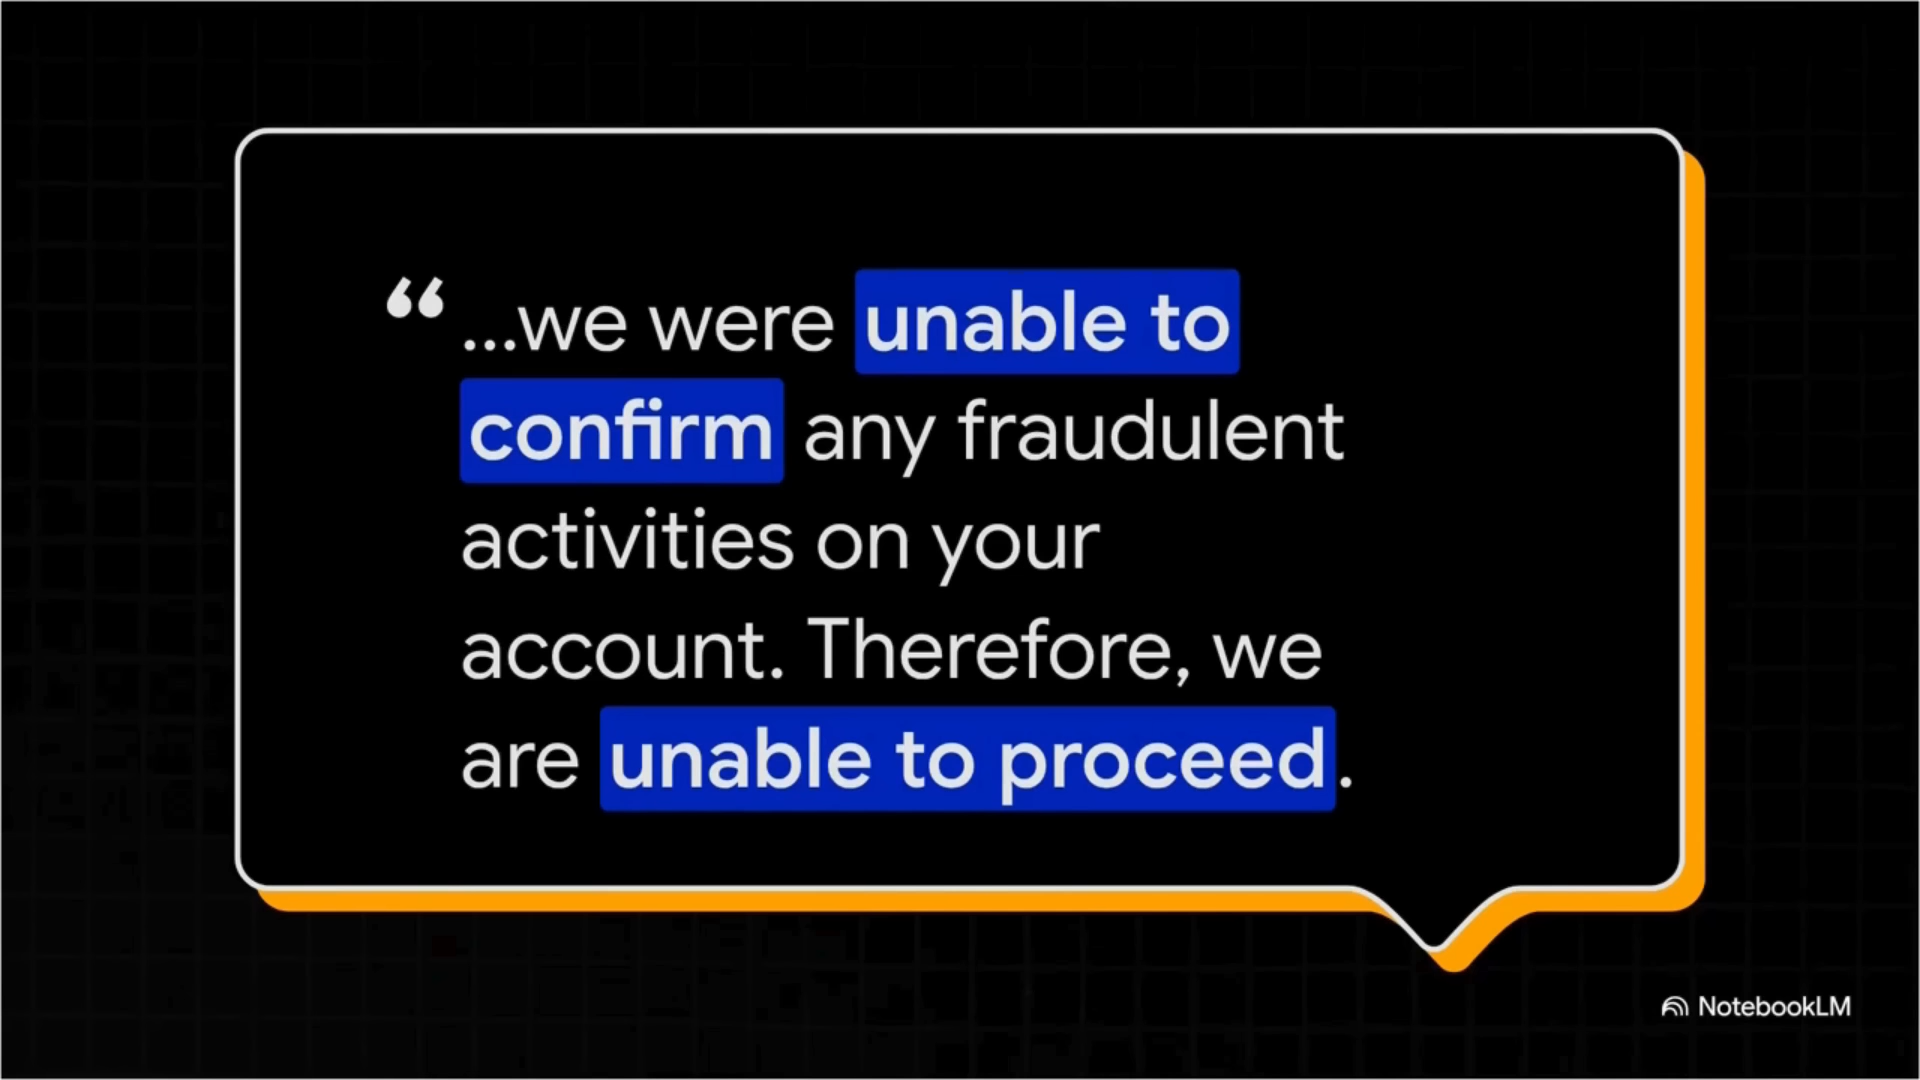 “ ...we were unable to
confirm any fraudulent
activities on your
account. Therefore, we
are unable to proceed.
NotebookLM